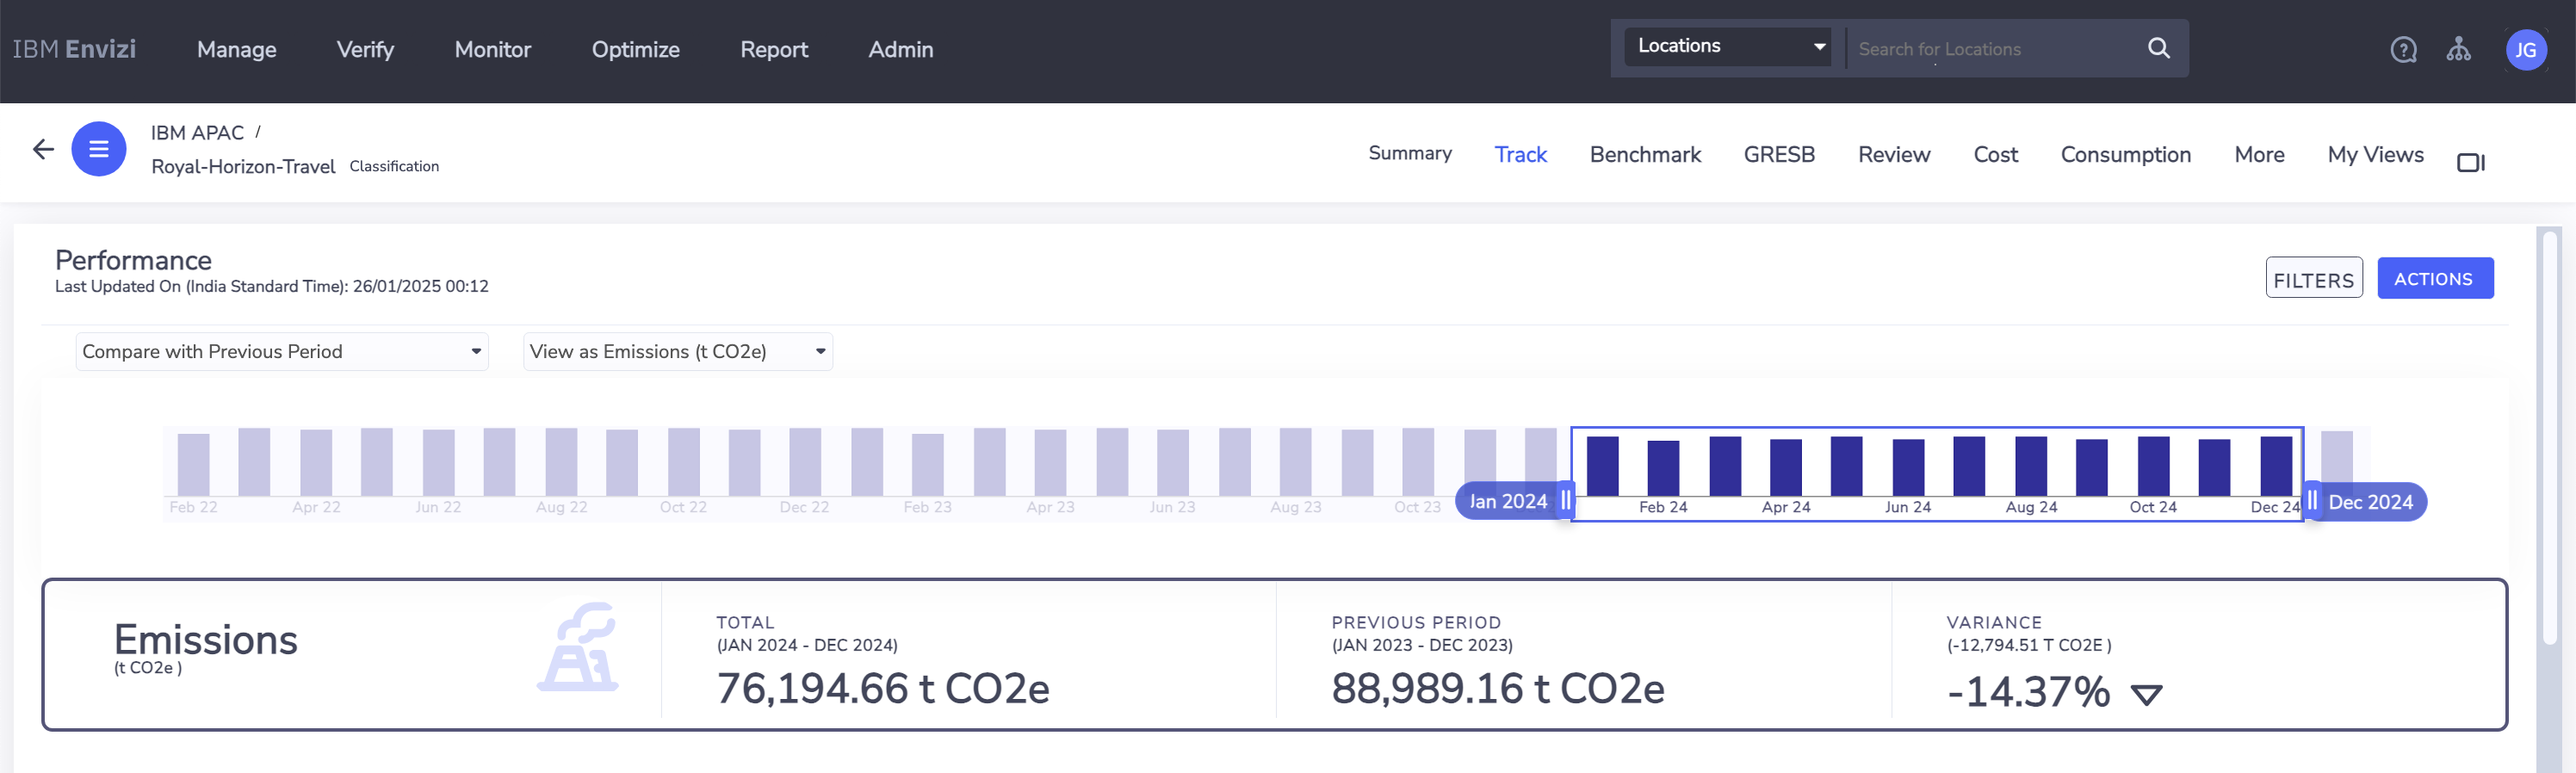 IBM Envizi
Manage
Verify
Monitor
Optimize
Report
Admin
Locations
Search for Locations
JG
IBM APAC /
Royal-Horizon-Travel Classification
Summary
Track
Benchmark
GRESB
Review
Cost
Consumption
More
My Views
Performance
Last Updated On (India Standard Time): 26/01/2025 00:12
FILTERS
ACTIONS
Compare with Previous Period
View as Emissions (t CO2e)
Feb 22
Apr 22
Jun 22
Aug 22
Oct 22
Dec 22
Feb 23
Apr 23
Jun 23
Aug 23
Oct 23
Jan 2024
Feb 24
Apr 24
Jun 24
Aug 24
Oct 24
Dec 24
Dec 2024
Emissions
(t CO2e )
TOTAL
(JAN 2024 - DEC 2024)
76,194.66 t CO2e
PREVIOUS PERIOD
(JAN 2023 - DEC 2023)
88,989.16 t CO2e
VARIANCE
(-12,794.51 T CO2E )
-14.37%